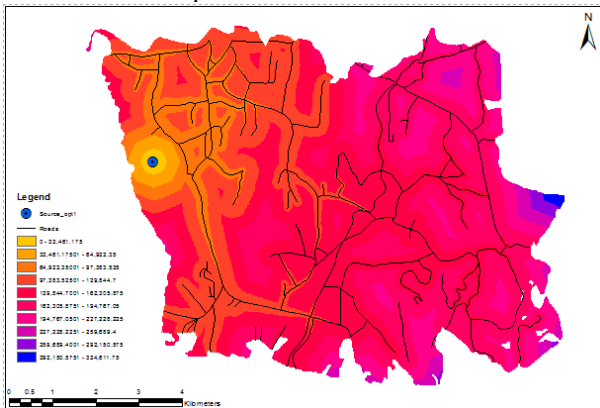 N
Legend
Source_opt1
Roads
0 - 32,461.175
32,461.17501 - 64,922.35
64,922.35001 - 97,383.525
97,383.52501 - 129,844.7
129,844.7001 - 162,305.875
162,305.8751 - 194,767.05
194,767.0501 - 227,228.225
227,228.2251 - 259,689.4
259,689.4001 - 292,150.575
292,150.5751 - 324,611.75
0 0.5 1 2 3 4
Kilometers